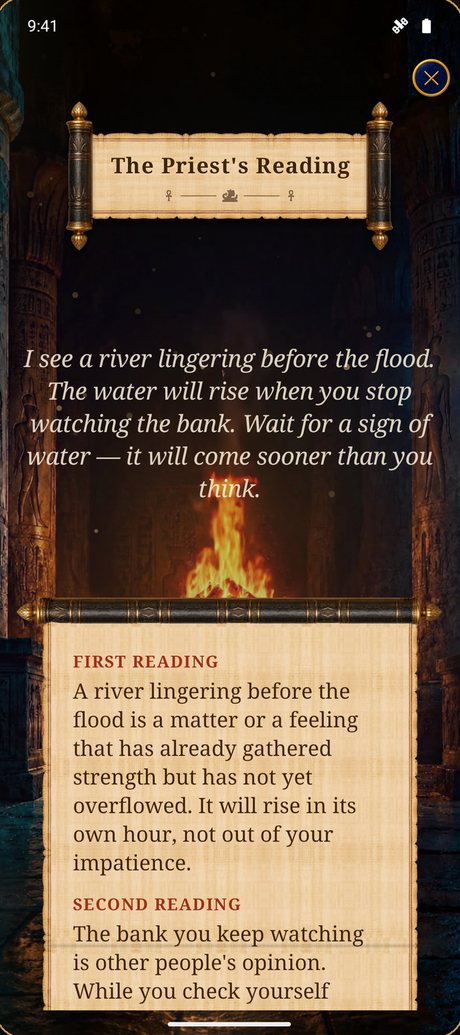 9:41
The Priest's Reading
I see a river lingering before the flood.
The water will rise when you stop
watching the bank. Wait for a sign of
water — it will come sooner than you
think.
FIRST READING
A river lingering before the
flood is a matter or a feeling
that has already gathered
strength but has not yet
overflowed. It will rise in its
own hour, not out of your
impatience.
SECOND READING
The bank you keep watching
is other people's opinion.
While you check yourself